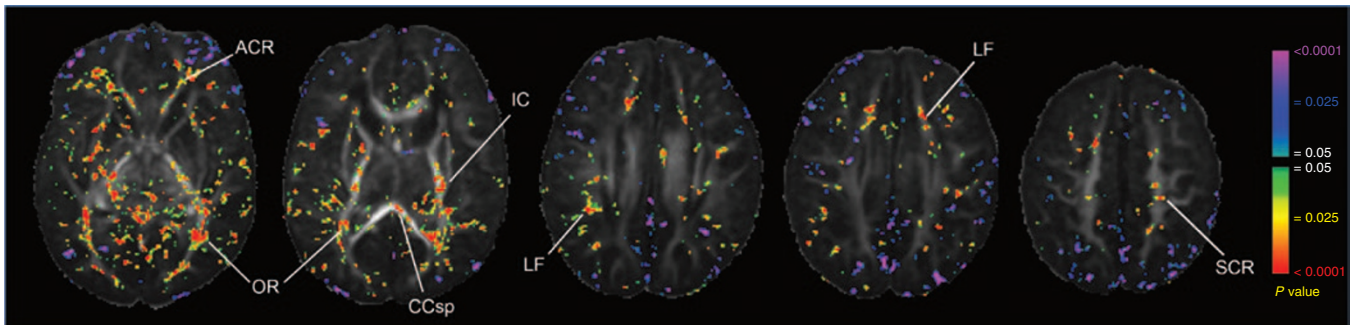 ACR
OR
IC
CCsp
LF
LF
SCR
<0.0001
= 0.025
= 0.05
= 0.05
= 0.025
< 0.0001
P value